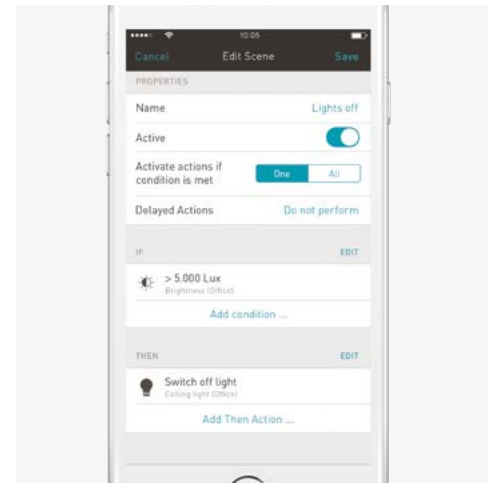 10:05
Cancel Edit Scene Save
PROPERTIES
Name Lights off
Active
Activate actions if
condition is met
One All
Delayed Actions Do not perform
IF EDIT
> 5.000 Lux
Brightness (Office)
Add condition ...
THEN EDIT
Switch off light
Ceiling light (Office)
Add Then Action ...